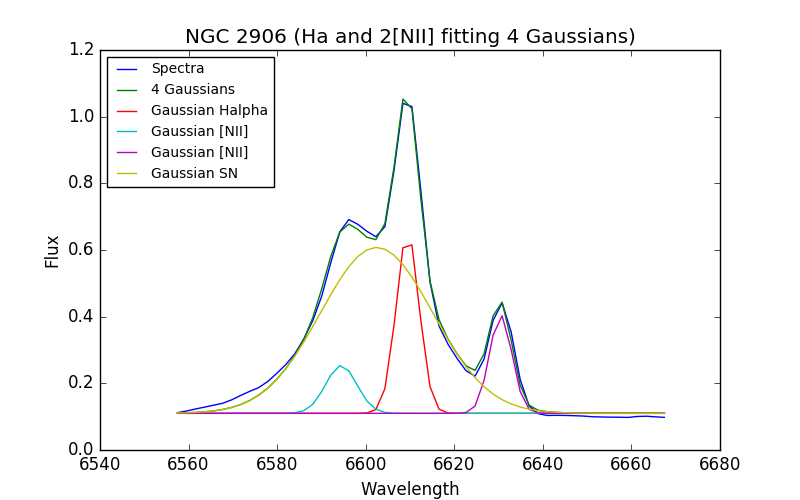 NGC 2906 (Ha and 2[NII] fitting 4 Gaussians)
1.2
1.0
0.8
0.6
0.4
0.2
0.0
Flux
Spectra
4 Gaussians
Gaussian Halpha
Gaussian [NII]
Gaussian [NII]
Gaussian SN
6540 6560 6580 6600 6620 6640 6660 6680
Wavelength